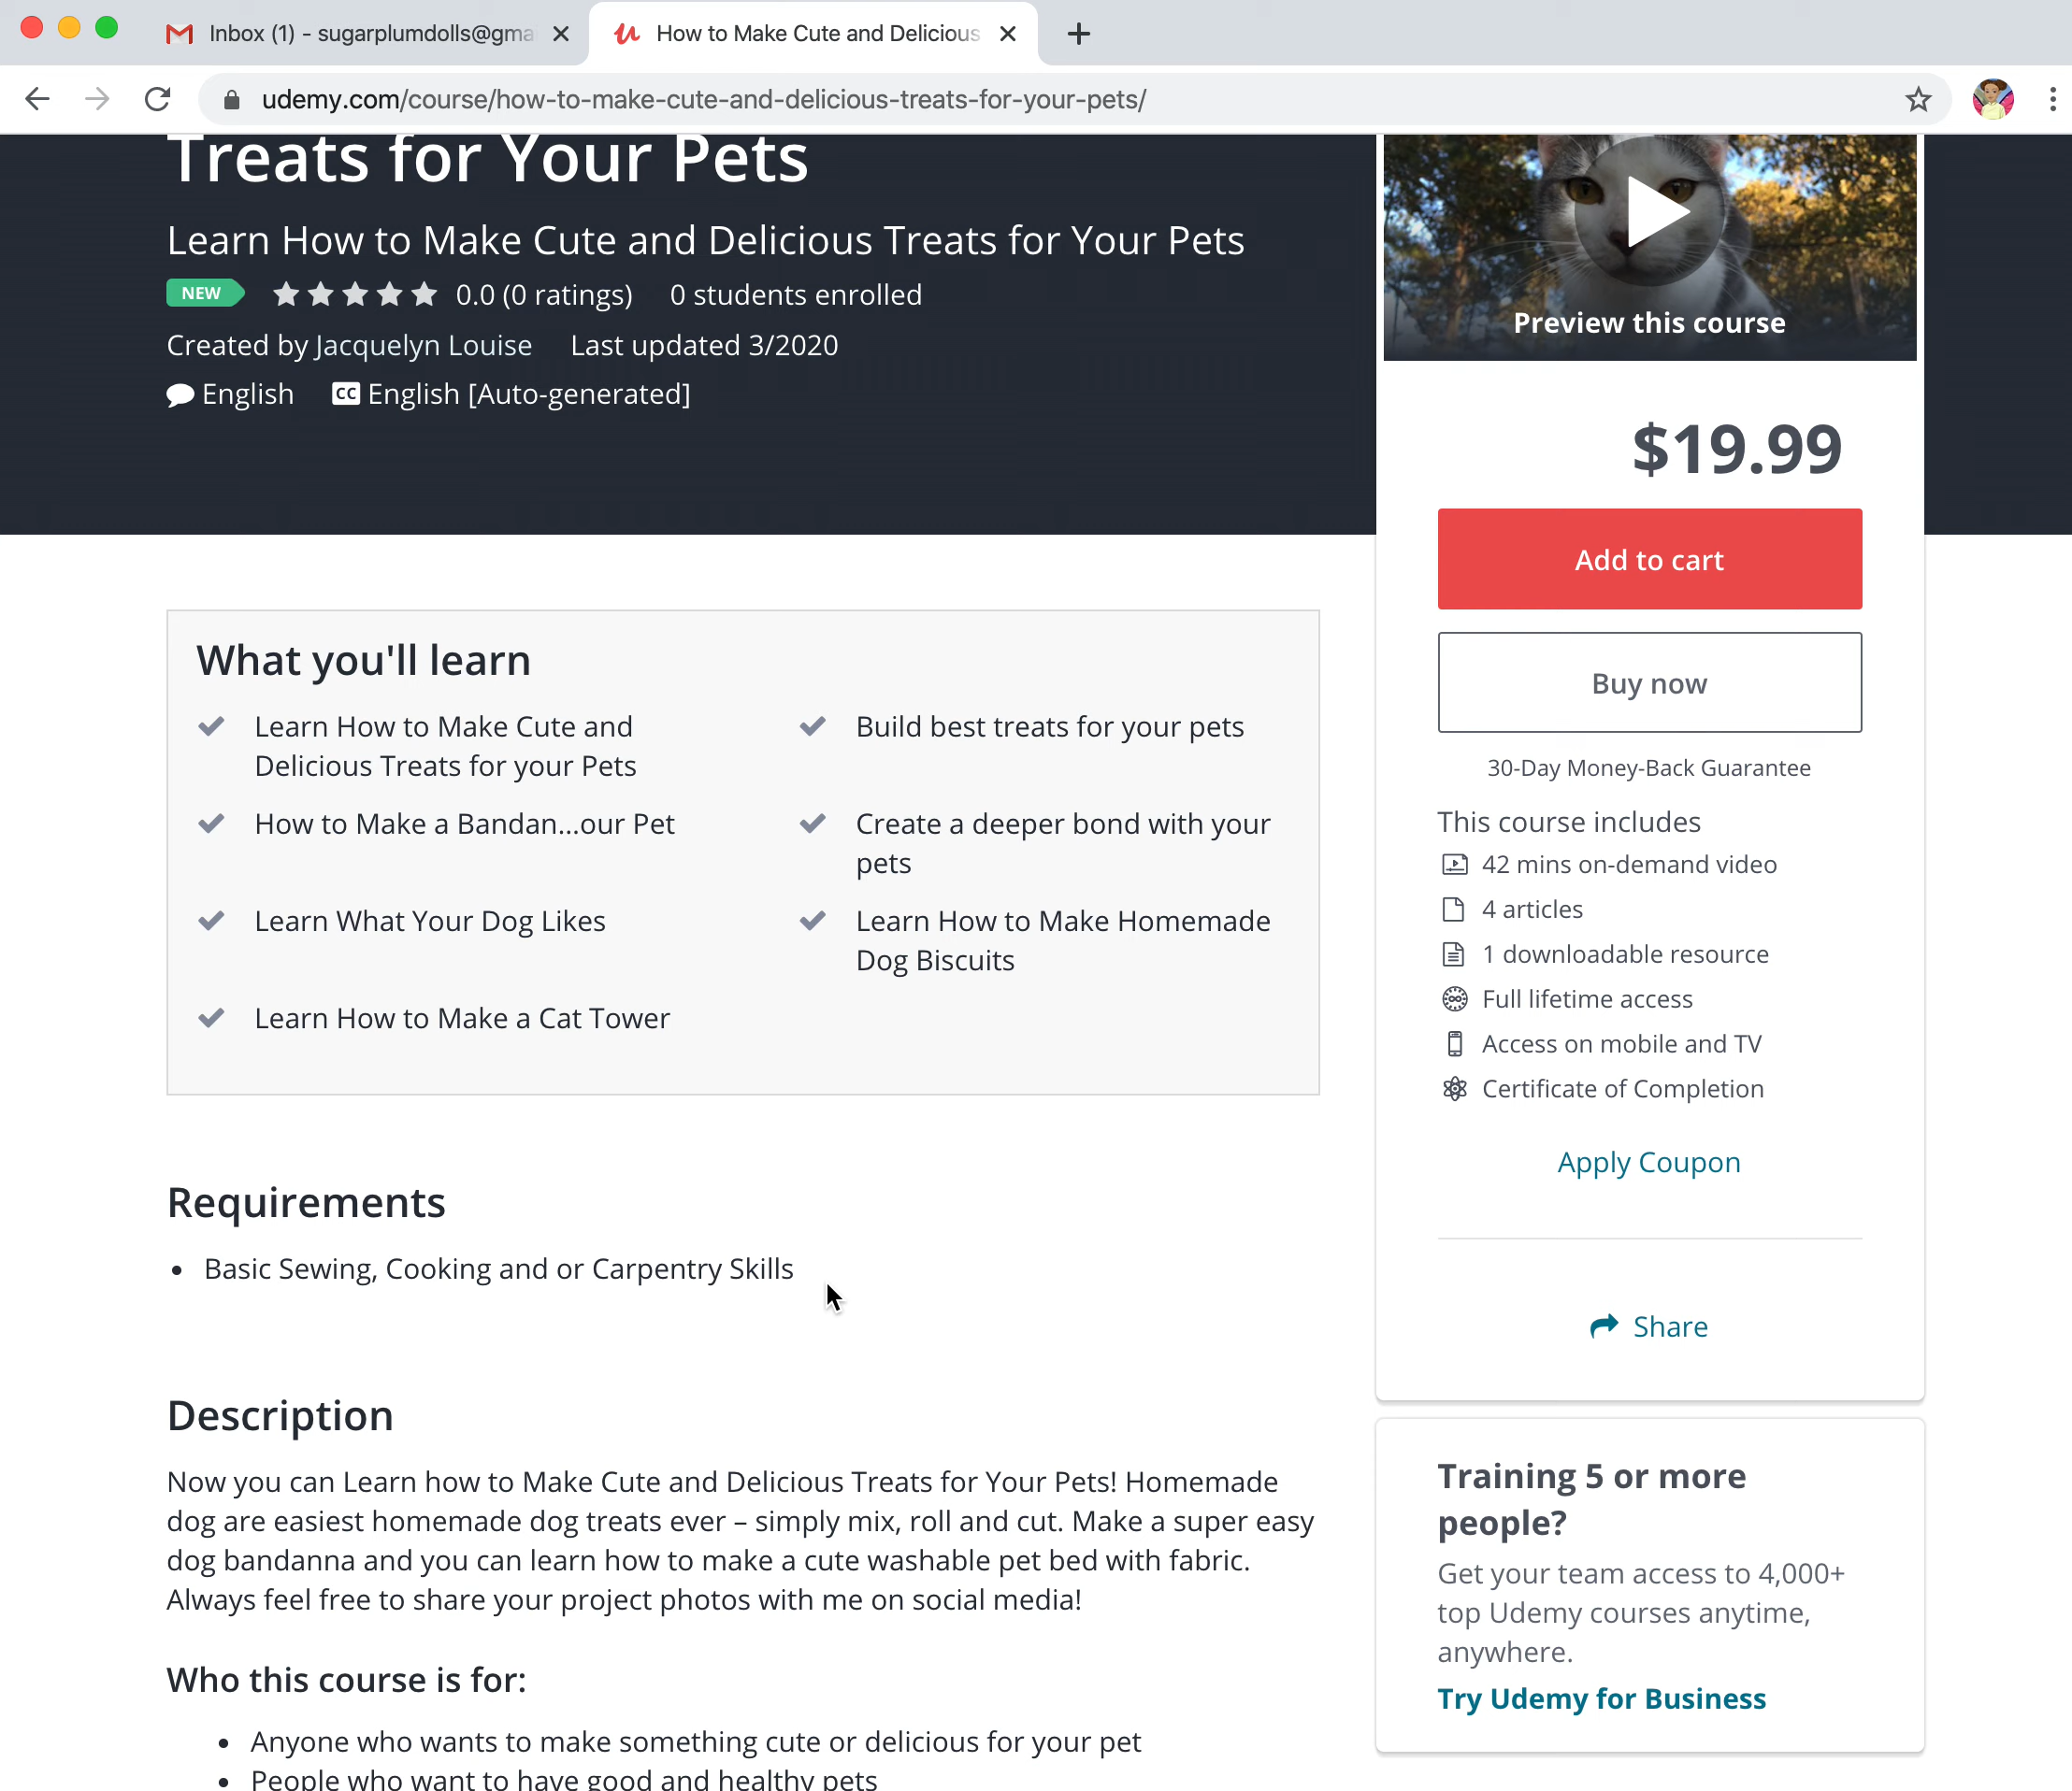 Inbox (1) - sugarplumdolls@gma
How to Make Cute and Delicious
udemy.com/course/how-to-make-cute-and-delicious-treats-for-your-pets/
Treats for Your Pets
Learn How to Make Cute and Delicious Treats for Your Pets
NEW 0.0 (0 ratings) 0 students enrolled
Created by Jacquelyn Louise Last updated 3/2020
English CC English [Auto-generated]
What you'll learn
Learn How to Make Cute and
Delicious Treats for your Pets
Build best treats for your pets
How to Make a Bandan...our Pet
Create a deeper bond with your
pets
Learn What Your Dog Likes
Learn How to Make Homemade
Dog Biscuits
Learn How to Make a Cat Tower
Requirements
• Basic Sewing, Cooking and or Carpentry Skills
Description
Now you can Learn how to Make Cute and Delicious Treats for Your Pets! Homemade
dog are easiest homemade dog treats ever – simply mix, roll and cut. Make a super easy
dog bandanna and you can learn how to make a cute washable pet bed with fabric.
Always feel free to share your project photos with me on social media!
Who this course is for:
• Anyone who wants to make something cute or delicious for your pet
• People who want to have good and healthy pets
Preview this course
$19.99
Add to cart
Buy now
30-Day Money-Back Guarantee
This course includes
42 mins on-demand video
4 articles
1 downloadable resource
Full lifetime access
Access on mobile and TV
Certificate of Completion
Apply Coupon
Share
Training 5 or more
people?
Get your team access to 4,000+
top Udemy courses anytime,
anywhere.
Try Udemy for Business